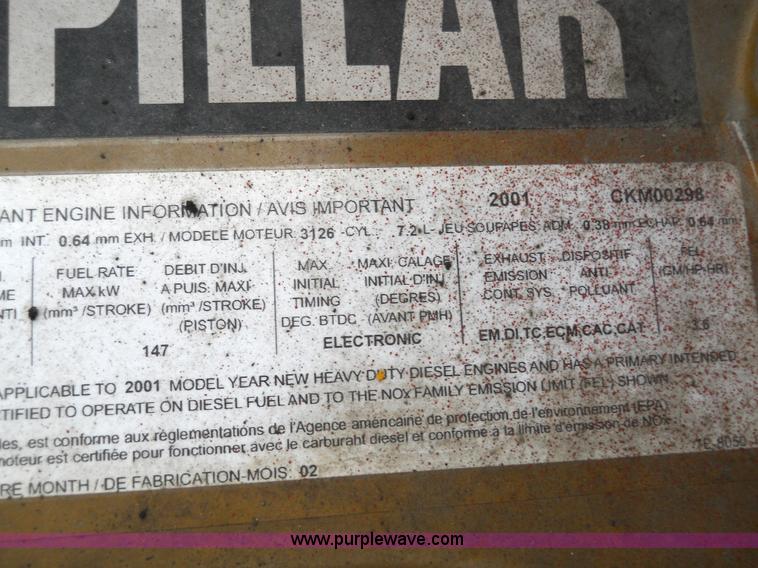 PILLAR
ANT ENGINE INFORMATION / AVIS IMPORTANT 2001 CKM00298
m INT: 0.64 mm EXH. / MODELE MOTEUR: 3126 -CYL.: 7.2 L- JEU SOUPAPES: ADM. 0.38 mm ECHAP. 0.64 mm
FUEL RATE DEBIT D'INJ. MAX. MAXI. CALAGE EXHAUST DISPOSITIF FEL
ME MAX kW A PUIS: MAXI INITIAL INITIAL D'INJ EMISSION ANTI (GM/HP-HR)
NTI (mm³ /STROKE) (mm³ /STROKE) TIMING (DEGRES) CONT. SYS. POLLUANT
(PISTON) DEG. BTDC (AVANT PMH)
147 ELECTRONIC EM,DI,TC,ECM,CAC,CAT 3.8
APPLICABLE TO 2001 MODEL YEAR NEW HEAVY DUTY DIESEL ENGINES AND HAS A PRIMARY INTENDED
RTIFIED TO OPERATE ON DIESEL FUEL AND TO THE NOx FAMILY EMISSION LIMIT (FEL) SHOWN.
les, est conforme aux réglementations de l'Agence américaine de protection de l'environnement (EPA)
moteur est certifiée pour fonctionner avec le carburant diesel et conforme à la limite d'émission de NOx
RE MONTH / DE FABRICATION-MOIS: 02
www.purplewave.com